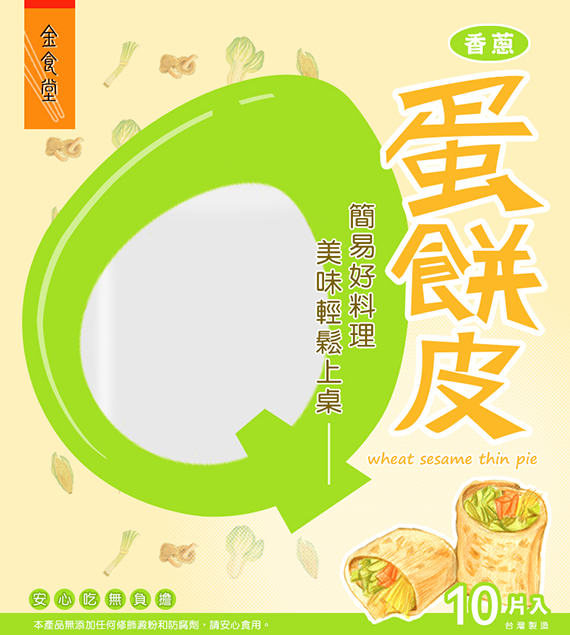 金食堂
香蔥
蛋餅皮
簡易好料理
美味輕鬆上桌
wheat sesame thin pie
安心吃無負擔
10片入
台灣製造
本產品無添加任何修飾澱粉和防腐劑，請安心食用。